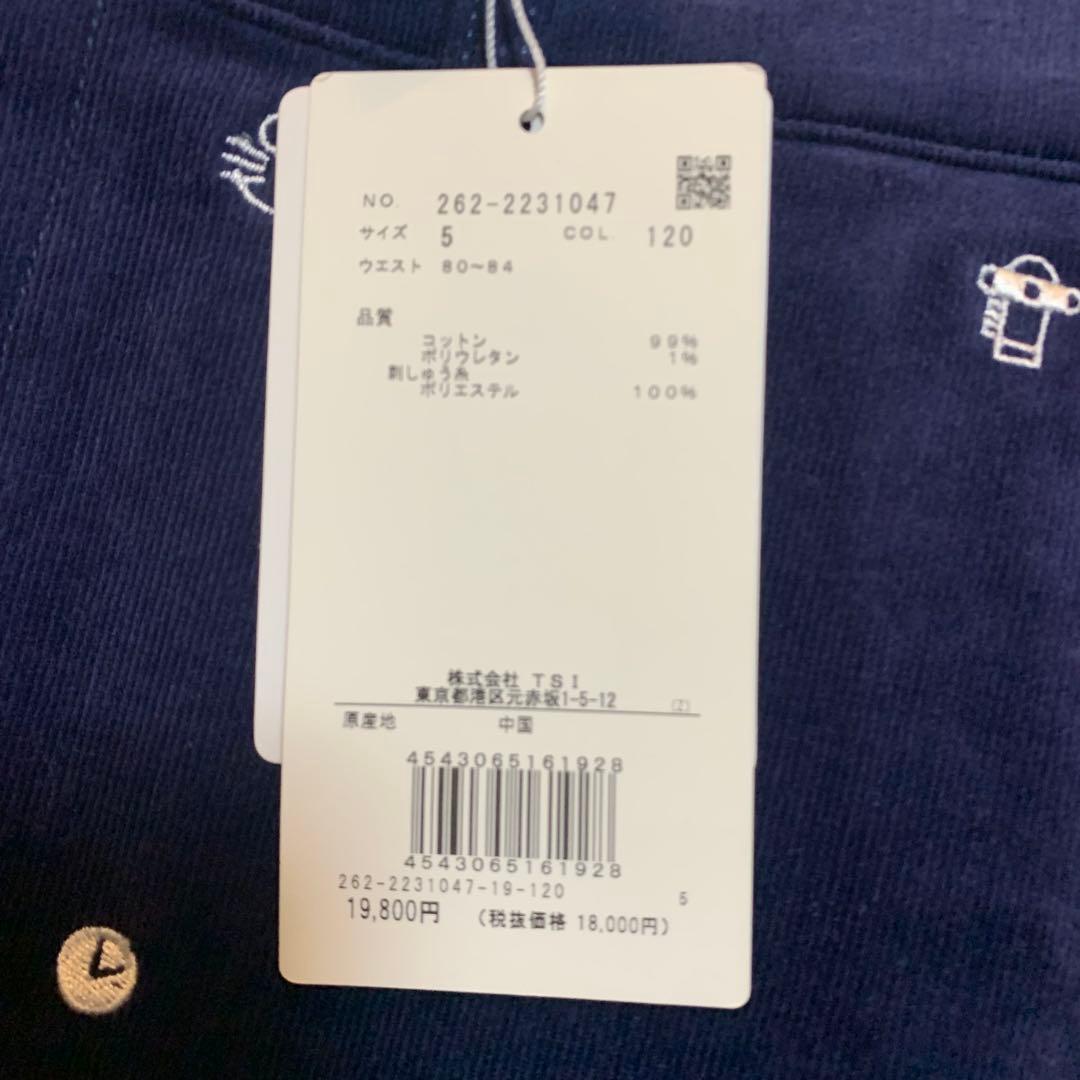 NO. 262-2231047
サイズ 5 COL. 120
ウエスト 80～84
品質
コットン 99%
ポリウレタン 1%
刺しゅう糸
ポリエステル 100%
株式会社 TSI
東京都港区元赤坂1-5-12 (Z)
原産地 中国
4543065161928
4543065161928
262-2231047-19-120 5
19,800円 (税抜価格 18,000円)